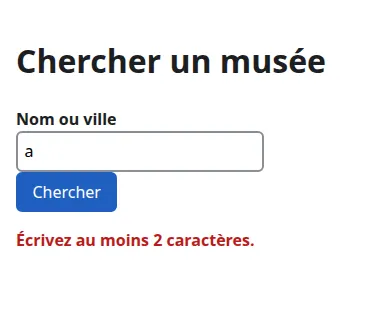 Chercher un musée
Nom ou ville
a
Chercher
Écrivez au moins 2 caractères.